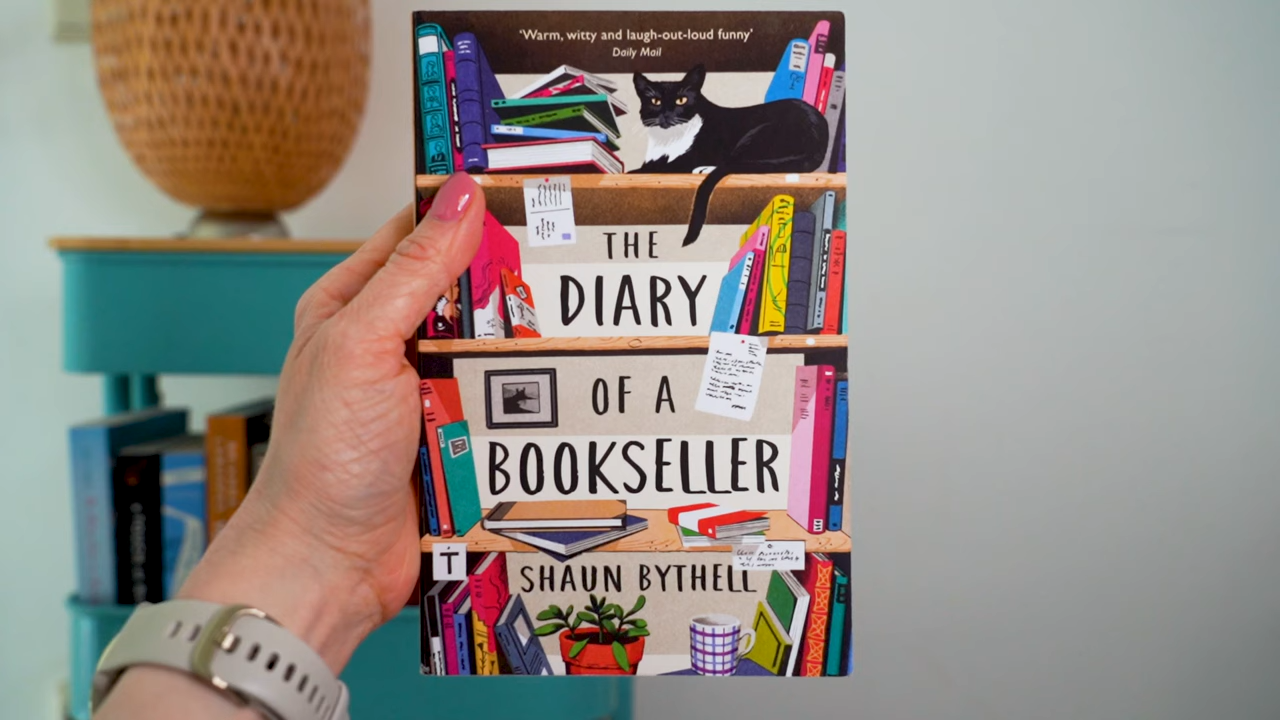 'Warm, witty and laugh-out-loud funny'
Daily Mail
THE
DIARY
OF A
BOOKSELLER
T
SHAUN BYTHELL